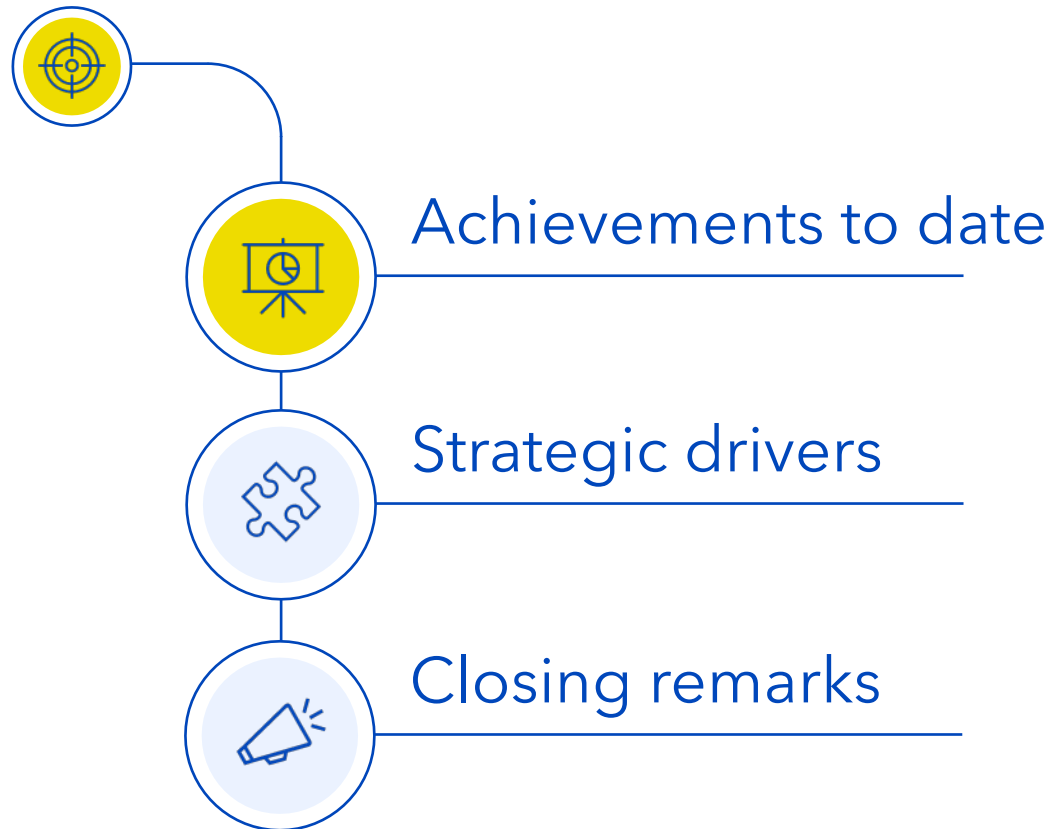 Achievements to date
Strategic drivers
Closing remarks